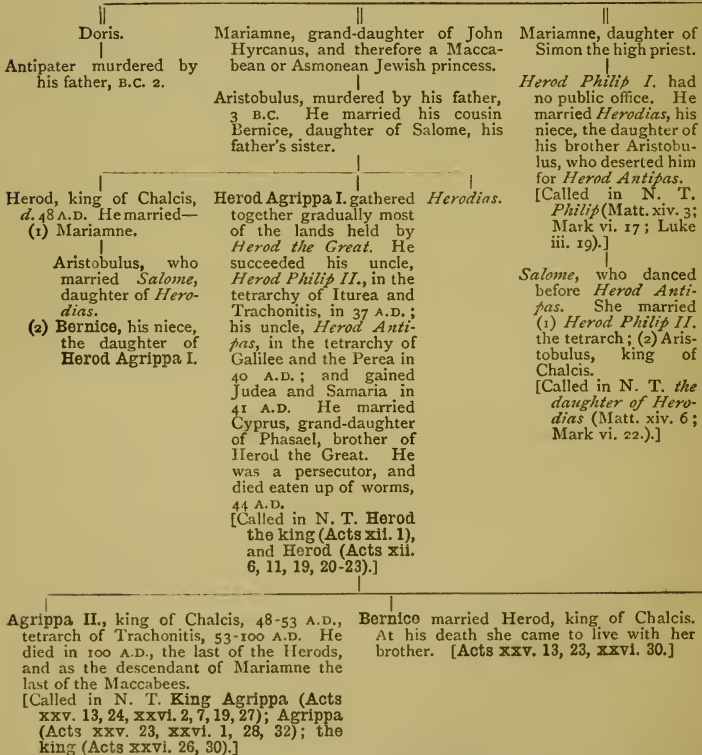 Doris.
Antipater murdered by
his father, B.C. 2.
Mariamne, grand-daughter of John
Hyrcanus, and therefore a Macca-
bean or Asmonean Jewish princess.
Aristobulus, murdered by his father,
3 B.C. He married his cousin
Bernice, daughter of Salome, his
father's sister.
Mariamne, daughter of
Simon the high priest.
Herod Philip I. had
no public office. He
married Herodias, his
niece, the daughter of
his brother Aristobu-
lus, who deserted him
for Herod Antipas.
[Called in N. T.
Philip (Matt. xiv. 3;
Mark vi. 17; Luke
iii. 19).]
Salome, who danced
before Herod Anti-
pas. She married
(1) Herod Philip II.
the tetrarch; (2) Aris-
tobulus, king of
Chalcis.
[Called in N. T. the
daughter of Hero-
dias (Matt. xiv. 6;
Mark vi. 22.).]
Herod, king of Chalcis,
d. 48 A.D. He married—
(1) Mariamne.
Aristobulus, who
married Salome,
daughter of Hero-
dias.
(2) Bernice, his niece,
the daughter of
Herod Agrippa I.
Herod Agrippa I. gathered
together gradually most
of the lands held by
Herod the Great. He
succeeded his uncle,
Herod Philip II., in the
tetrarchy of Iturea and
Trachonitis, in 37 A.D.;
his uncle, Herod Anti-
pas, in the tetrarchy of
Galilee and the Perea in
40 A.D.; and gained
Judea and Samaria in
41 A.D. He married
Cyprus, grand-daughter
of Phasael, brother of
Herod the Great. He
was a persecutor, and
died eaten up of worms,
44 A.D.
[Called in N. T. Herod
the king (Acts xii. 1),
and Herod (Acts xii.
6, 11, 19, 20-23).]
Herodias.
Agrippa II., king of Chalcis, 48-53 A.D.,
tetrarch of Trachonitis, 53-100 A.D. He
died in 100 A.D., the last of the Herods,
and as the descendant of Mariamne the
last of the Maccabees.
[Called in N. T. King Agrippa (Acts
xxv. 13, 24, xxvi. 2, 7, 19, 27); Agrippa
(Acts xxv. 23, xxvi. 1, 28, 32); the
king (Acts xxvi. 26, 30).]
Bernice married Herod, king of Chalcis.
At his death she came to live with her
brother. [Acts xxv. 13, 23, xxvi. 30.]